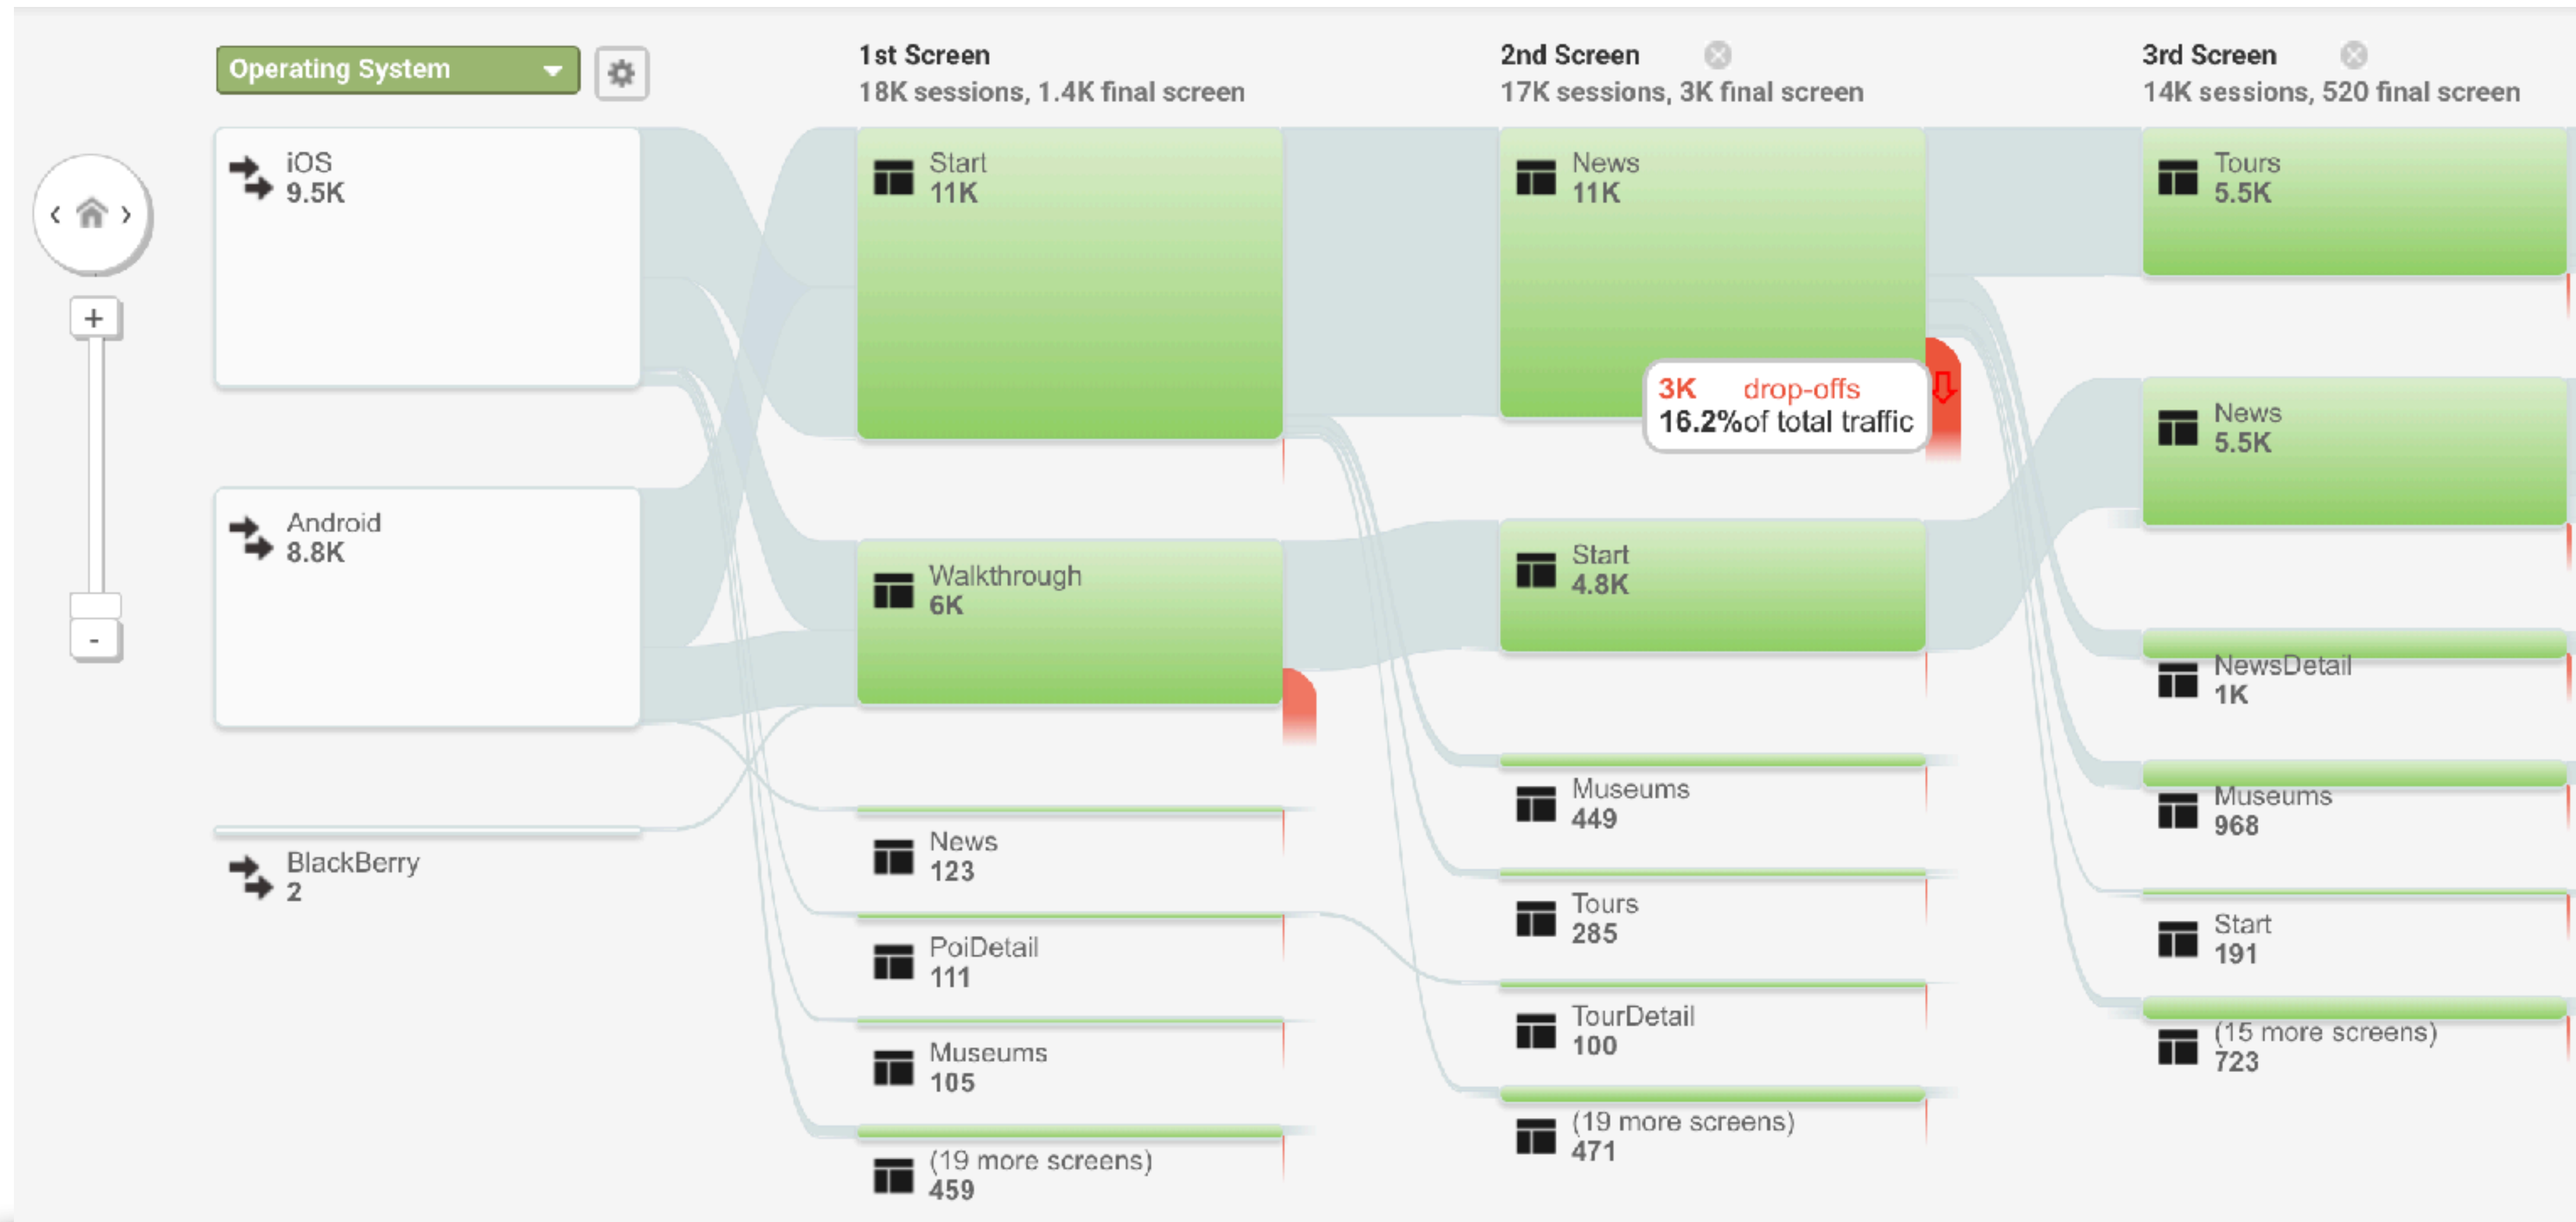 Operating System
1st Screen
18K sessions, 1.4K final screen
2nd Screen
17K sessions, 3K final screen
3rd Screen
14K sessions, 520 final screen
iOS
9.5K
Android
8.8K
BlackBerry
2
+
-
Start
11K
Walkthrough
6K
News
123
PoiDetail
111
Museums
105
(19 more screens)
459
News
11K
3K drop-offs
16.2%of total traffic
Start
4.8K
Museums
449
Tours
285
TourDetail
100
(19 more screens)
471
Tours
5.5K
News
5.5K
NewsDetail
1K
Museums
968
Start
191
(15 more screens)
723